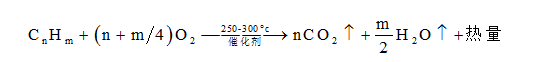 CₙHₘ + (n + m/4)O₂ —250-300℃ 催化剂→ nCO₂↑ + m/2 H₂O↑ +热量